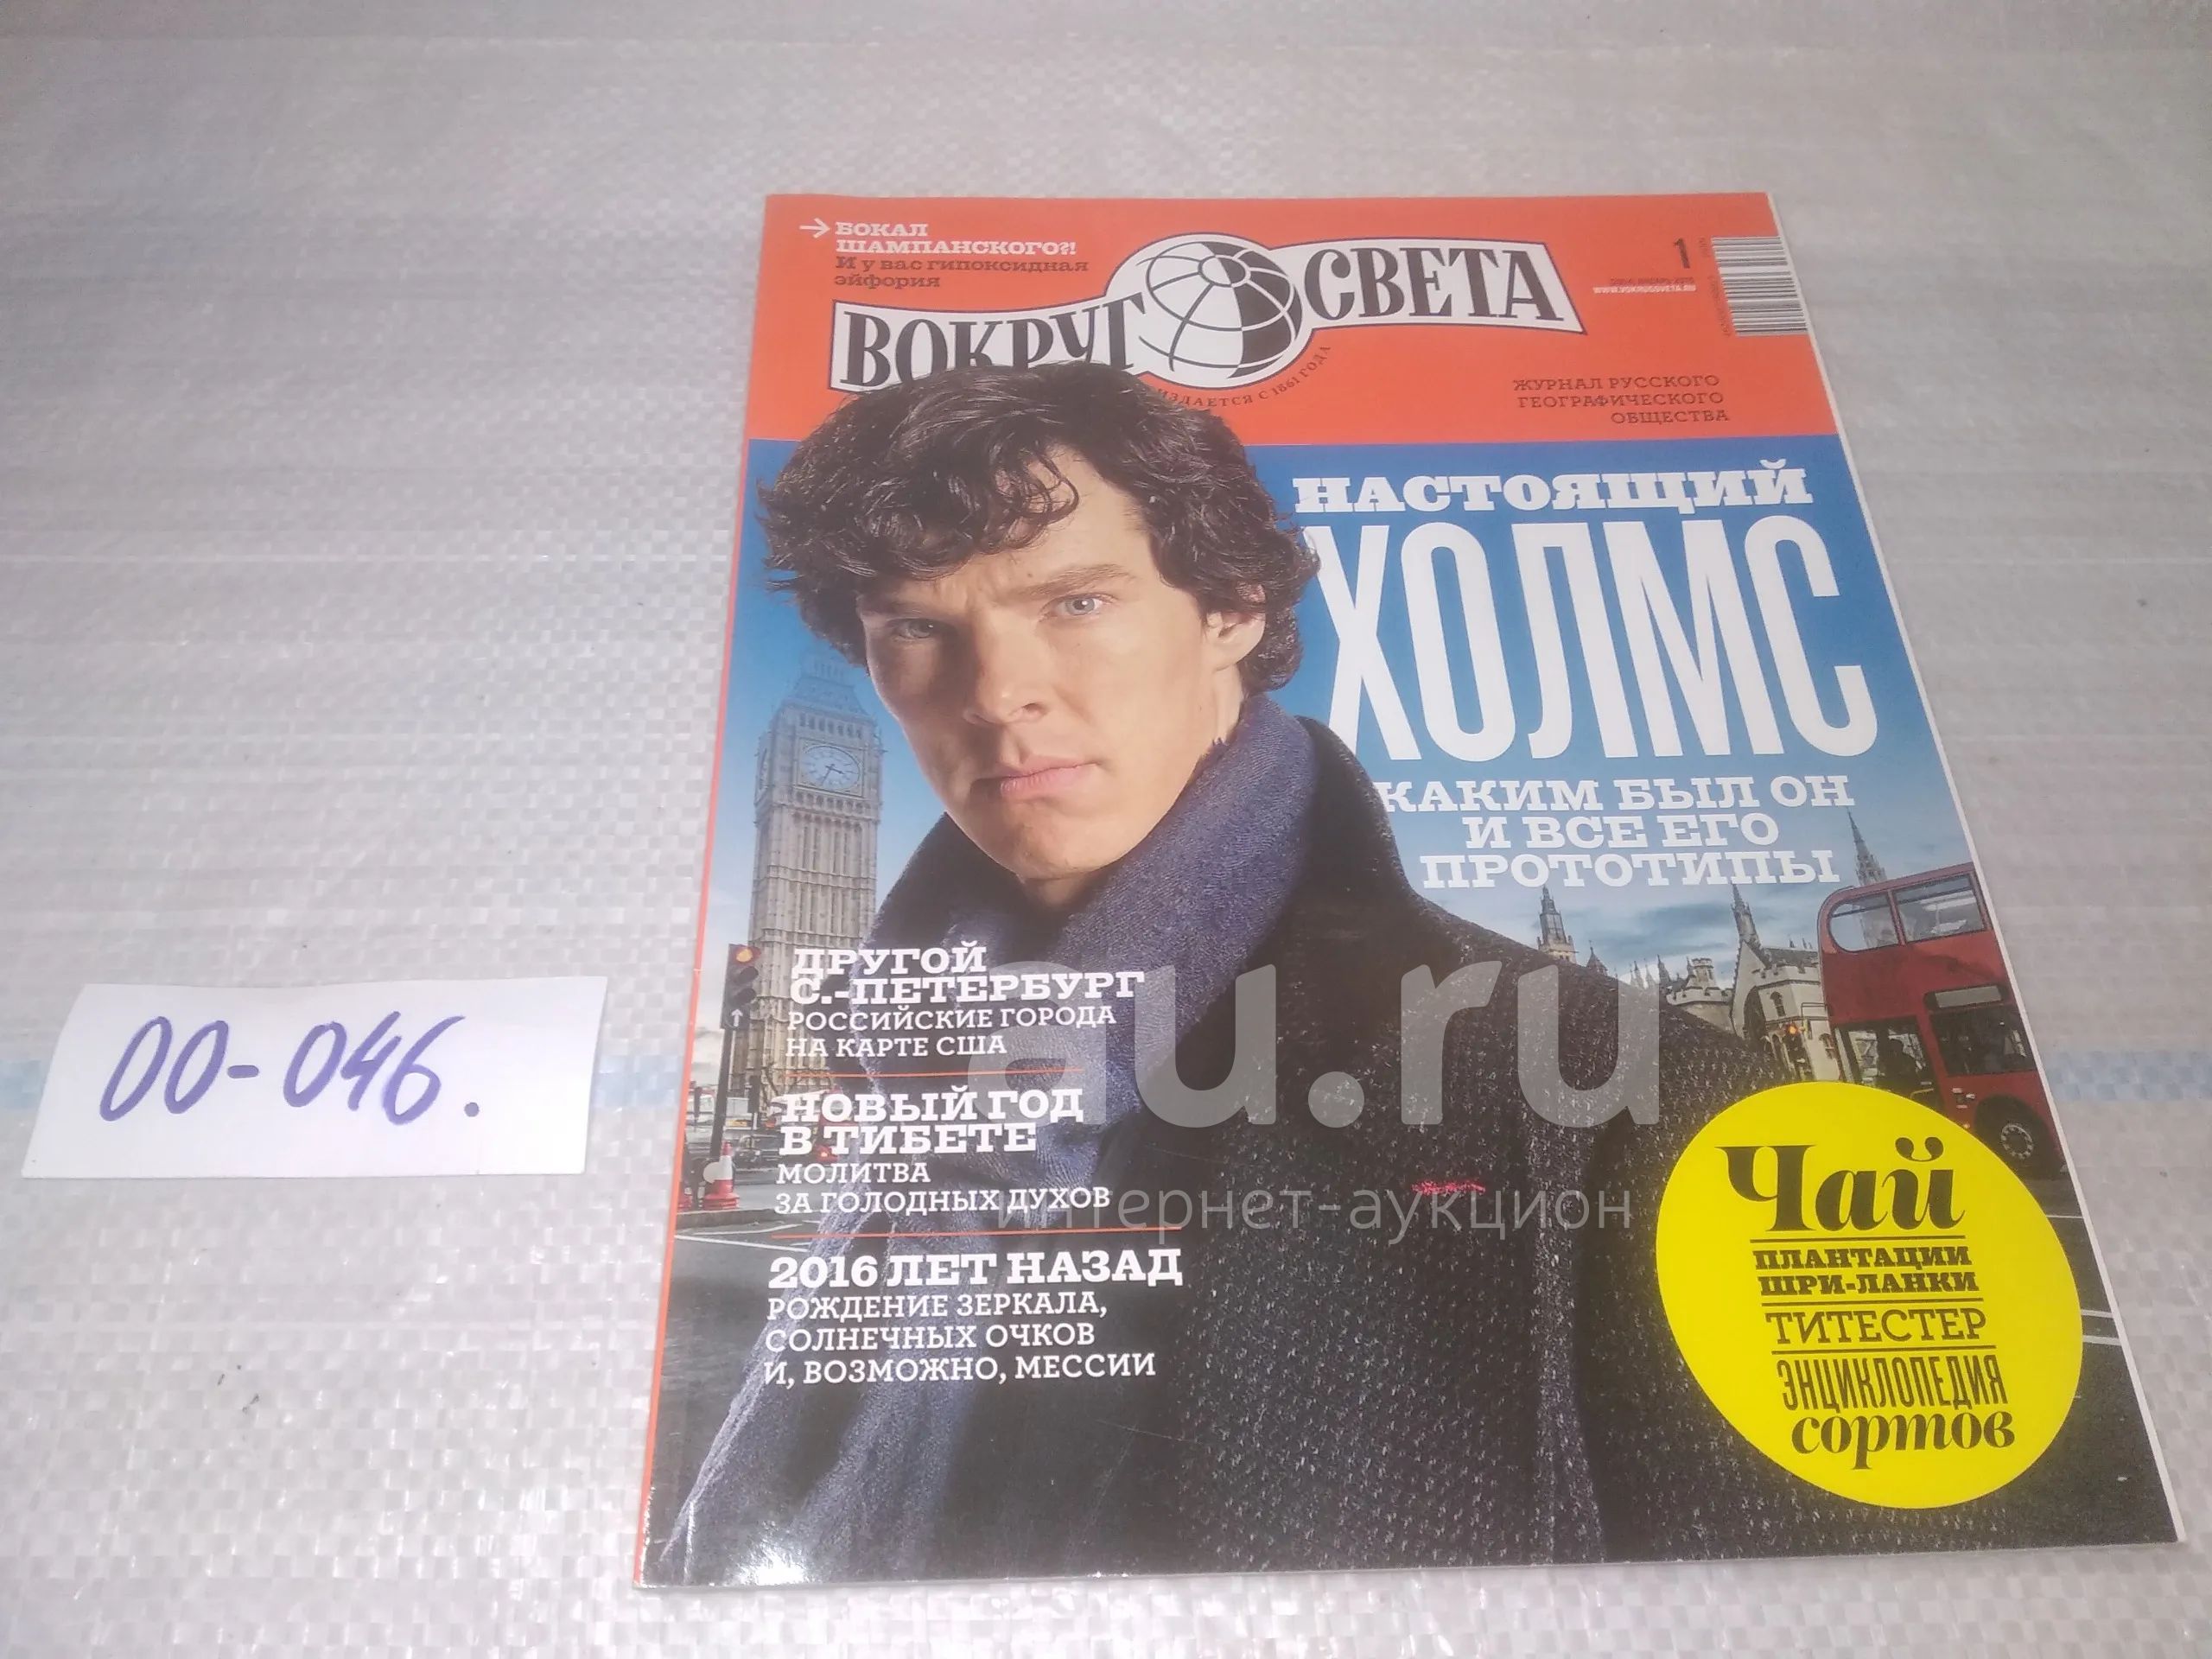 БОКАЛ
ШАМПАНСКОГО?!
И у вас гипоксидная
эйфория
ВОКРУГ СВЕТА
ИЗДАЕТСЯ С 1861 ГОДА
1
WWW.VOKRUGSVETA.RU
ЖУРНАЛ РУССКОГО
ГЕОГРАФИЧЕСКОГО
ОБЩЕСТВА
НАСТОЯЩИЙ
ХОЛМС
КАКИМ БЫЛ ОН
И ВСЕ ЕГО
ПРОТОТИПЫ
ДРУГОЙ
С.-ПЕТЕРБУРГ
РОССИЙСКИЕ ГОРОДА
НА КАРТЕ США
НОВЫЙ ГОД
В ТИБЕТЕ
МОЛИТВА
ЗА ГОЛОДНЫХ ДУХОВ
2016 ЛЕТ НАЗАД
РОЖДЕНИЕ ЗЕРКАЛА,
СОЛНЕЧНЫХ ОЧКОВ
И, ВОЗМОЖНО, МЕССИИ
Чай
ПЛАНТАЦИИ
ШРИ-ЛАНКИ
ТИТЕСТЕР
ЭНЦИКЛОПЕДИЯ
сортов
00-046.
au.ru
интернет-аукцион